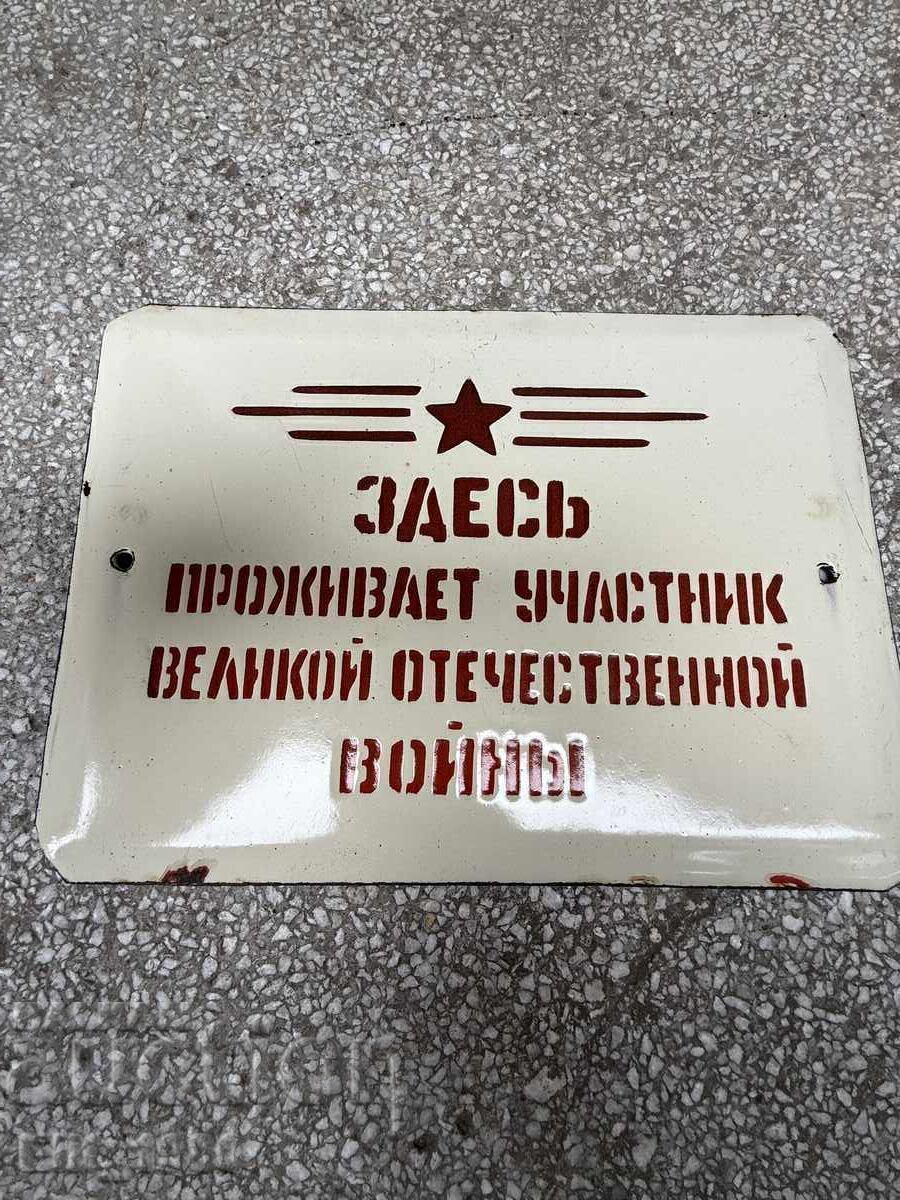 ЗДЕСЬ
ПРОЖИВАЕТ УЧАСТНИК
ВЕЛИКОЙ ОТЕЧЕСТВЕННОЙ
ВОЙНЫ